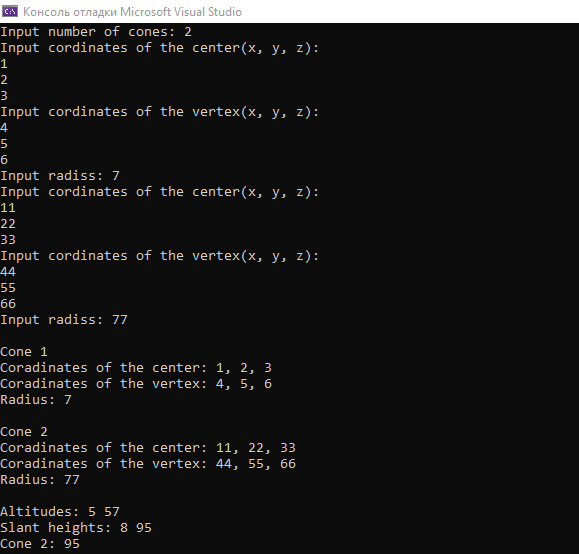 Консоль отладки Microsoft Visual Studio
Input number of cones: 2
Input cordinates of the center(x, y, z):
1
2
3
Input cordinates of the vertex(x, y, z):
4
5
6
Input radiss: 7
Input cordinates of the center(x, y, z):
11
22
33
Input cordinates of the vertex(x, y, z):
44
55
66
Input radiss: 77
Cone 1
Coradinates of the center: 1, 2, 3
Coradinates of the vertex: 4, 5, 6
Radius: 7
Cone 2
Coradinates of the center: 11, 22, 33
Coradinates of the vertex: 44, 55, 66
Radius: 77
Altitudes: 5 57
Slant heights: 8 95
Cone 2: 95